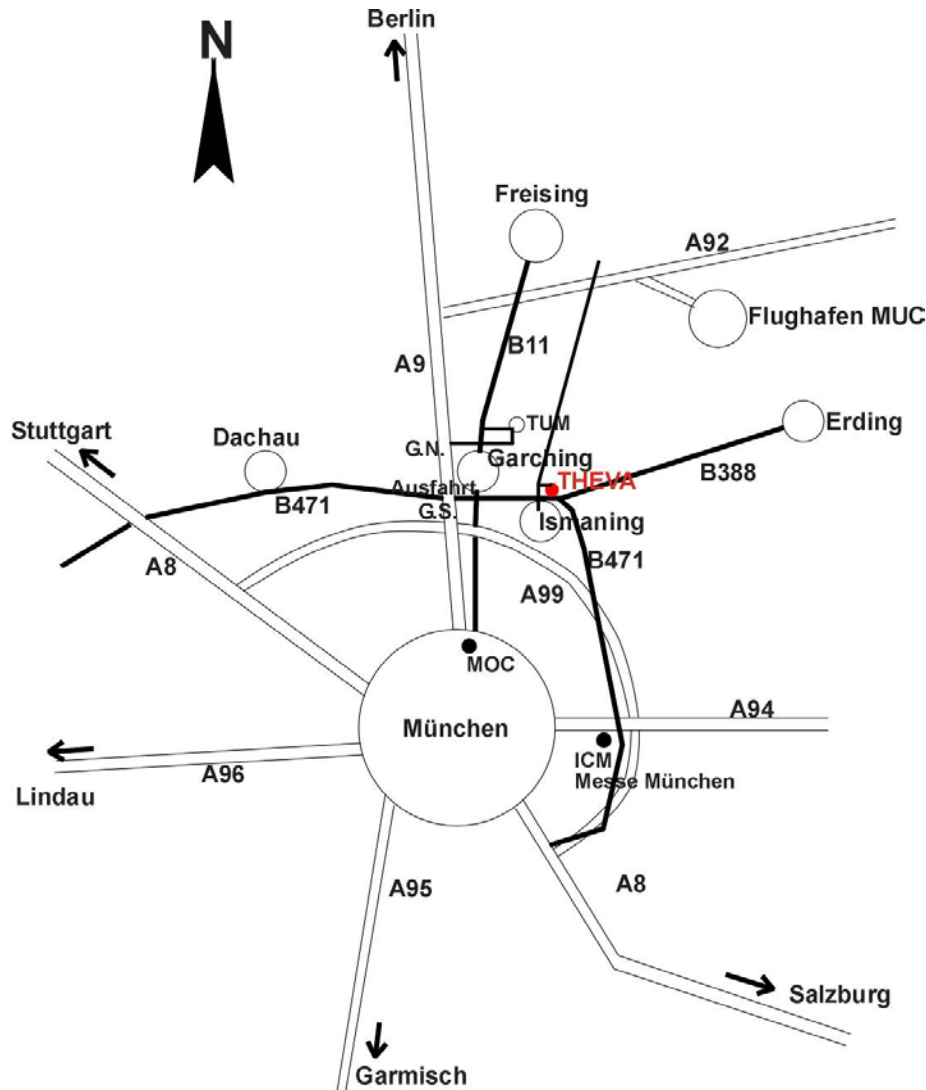 Berlin
N
Freising
A92
Flughafen MUC
B11
A9
TUM
Erding
Stuttgart
Dachau
G.N.
Garching
B388
THEVA
B471
Ausfahrt
G.S.
Ismaning
A8
B471
A99
MOC
München
A94
ICM
Messe München
A96
Lindau
A95
A8
Salzburg
Garmisch